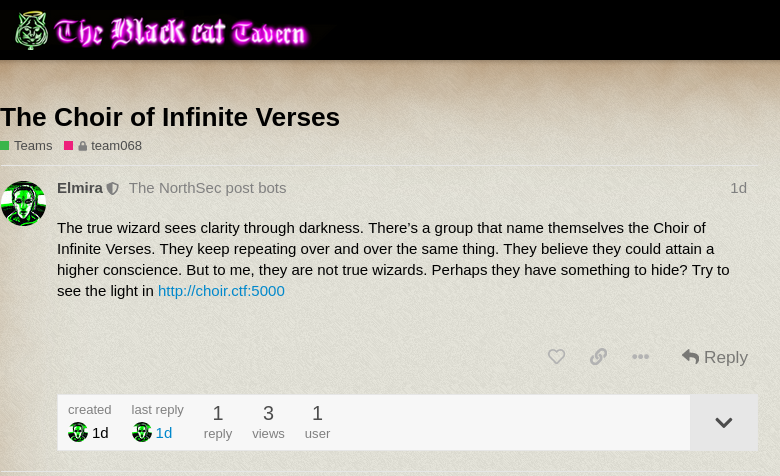 The Black cat Tavern
The Choir of Infinite Verses
Teams team068
Elmira The NorthSec post bots 1d
The true wizard sees clarity through darkness. There’s a group that name themselves the Choir of
Infinite Verses. They keep repeating over and over the same thing. They believe they could attain a
higher conscience. But to me, they are not true wizards. Perhaps they have something to hide? Try to
see the light in http://choir.ctf:5000
Reply
created last reply 1 3 1
1d 1d reply views user